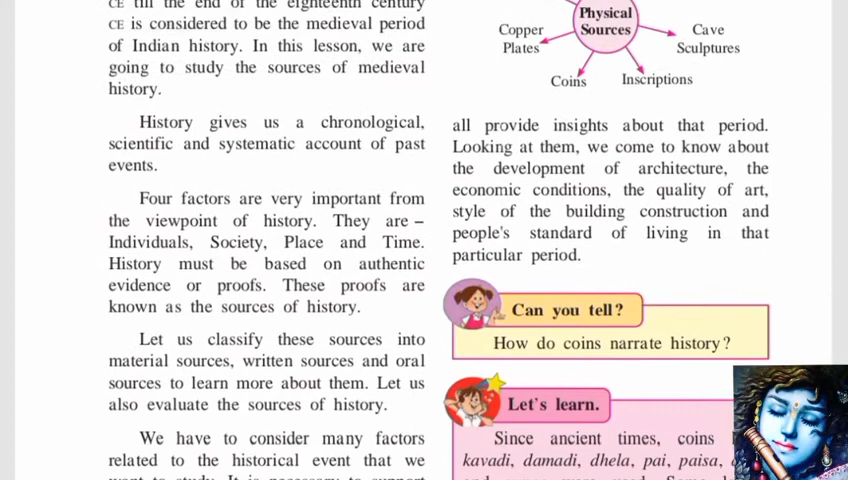 CE till the end of the eighteenth century
CE is considered to be the medieval period
of Indian history. In this lesson, we are
going to study the sources of medieval
history.
History gives us a chronological,
scientific and systematic account of past
events.
Four factors are very important from
the viewpoint of history. They are –
Individuals, Society, Place and Time.
History must be based on authentic
evidence or proofs. These proofs are
known as the sources of history.
Let us classify these sources into
material sources, written sources and oral
sources to learn more about them. Let us
also evaluate the sources of history.
We have to consider many factors
related to the historical event that we
want to study. It is necessary to support
Physical
Sources
Copper
Plates
Cave
Sculptures
Coins
Inscriptions
all provide insights about that period.
Looking at them, we come to know about
the development of architecture, the
economic conditions, the quality of art,
style of the building construction and
people's standard of living in that
particular period.
Can you tell?
How do coins narrate history?
Let's learn.
Since ancient times, coins
kavadi, damadi, dhela, pai, paisa,